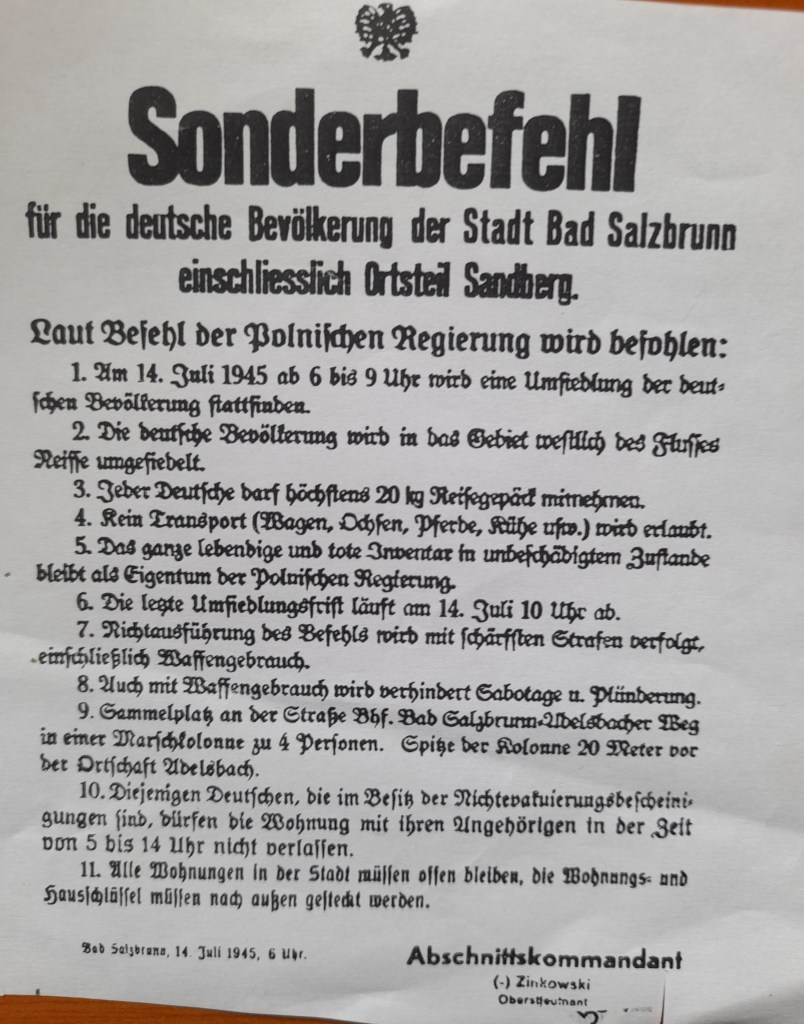 Sonderbefehl
für die deutsche Bevölkerung der Stadt Bad Salzbrunn
einschliesslich Ortsteil Sandberg.
Laut Befehl der Polnischen Regierung wird befohlen:
1. Am 14. Juli 1945 ab 6 bis 9 Uhr wird eine Umsiedlung der deut-
schen Bevölkerung stattfinden.
2. Die deutsche Bevölkerung wird in das Gebiet westlich des Flusses
Neisse umgesiedelt.
3. Jeder Deutsche darf höchstens 20 kg Reisegepäck mitnehmen.
4. Kein Transport (Wagen, Ochsen, Pferde, Kühe usw.) wird erlaubt.
5. Das ganze lebendige und tote Inventar in unbeschädigtem Zustande
bleibt als Eigentum der Polnischen Regierung.
6. Die letzte Umsiedlungsfrist läuft am 14. Juli 10 Uhr ab.
7. Nichtausführung des Befehls wird mit schärfsten Strafen verfolgt,
einschließlich Waffengebrauch.
8. Auch mit Waffengebrauch wird verhindert Sabotage u. Plünderung.
9. Sammelplatz an der Straße Bhf. Bad Salzbrunn-Adelsbacher Weg
in einer Marschkolonne zu 4 Personen. Spitze der Kolonne 20 Meter vor
der Ortschaft Adelsbach.
10. Diejenigen Deutschen, die im Besitz der Nichtevakuierungsbescheini-
gungen sind, dürfen die Wohnung mit ihren Angehörigen in der Zeit
von 5 bis 14 Uhr nicht verlassen.
11. Alle Wohnungen in der Stadt müssen offen bleiben, die Wohnungs- und
Hausschlüssel müssen nach außen gesteckt werden.
Bad Salzbrunn, 14. Juli 1945, 6 Uhr.
Abschnittskommandant
(-) Zinkowski
Oberstleutnant